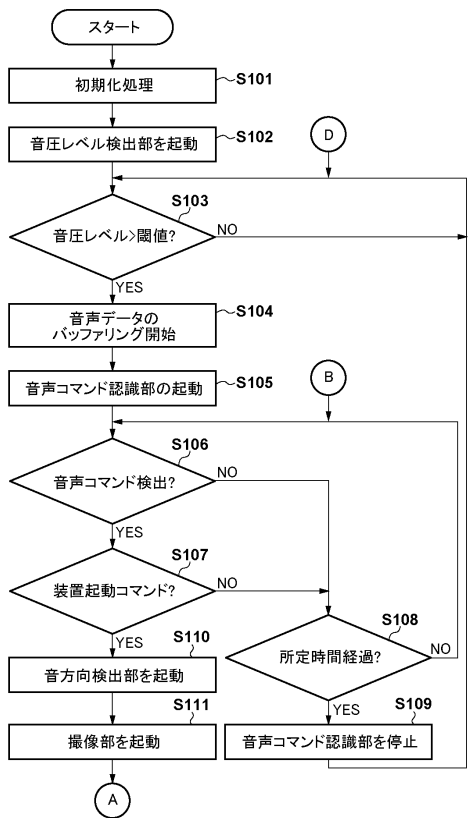 スタート
初期化処理
S101
音圧レベル検出部を起動
S102
D
S103
音圧レベル>閾値?
NO
YES
音声データの
バッファリング開始
S104
音声コマンド認識部の起動
S105
B
S106
音声コマンド検出?
NO
YES
S107
装置起動コマンド?
NO
YES
S108
所定時間経過?
NO
YES
S110
音方向検出部を起動
S109
音声コマンド認識部を停止
S111
撮像部を起動
A